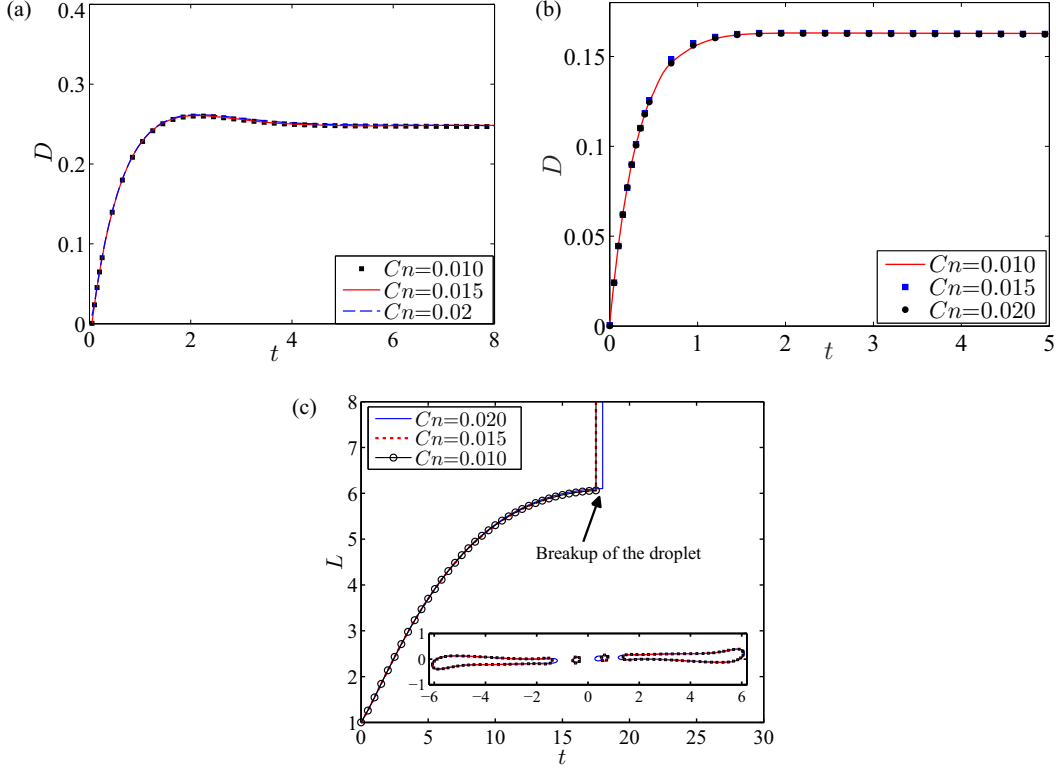 (a)
0.4
0.3
0.2
0.1
0
D
0 2 4 6 8
t
Cn=0.010
Cn=0.015
Cn=0.02
(b)
0.15
0.1
0.05
0
D
0 1 2 3 4 5
t
Cn=0.010
Cn=0.015
Cn=0.020
(c)
8
7
6
5
4
3
2
1
L
Cn=0.020
Cn=0.015
Cn=0.010
Breakup of the droplet
1
0
−1
−6 −4 −2 0 2 4 6
0 5 10 15 20 25 30
t